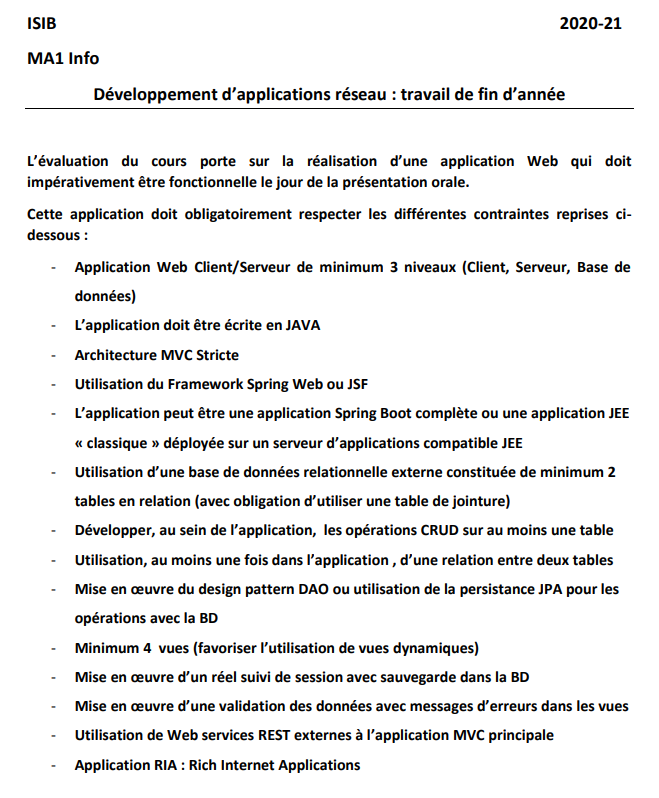 ISIB 2020-21
MA1 Info
Développement d’applications réseau : travail de fin d’année
L’évaluation du cours porte sur la réalisation d’une application Web qui doit
impérativement être fonctionnelle le jour de la présentation orale.
Cette application doit obligatoirement respecter les différentes contraintes reprises ci-
dessous :
- Application Web Client/Serveur de minimum 3 niveaux (Client, Serveur, Base de
données)
- L’application doit être écrite en JAVA
- Architecture MVC Stricte
- Utilisation du Framework Spring Web ou JSF
- L’application peut être une application Spring Boot complète ou une application JEE
« classique » déployée sur un serveur d’applications compatible JEE
- Utilisation d’une base de données relationnelle externe constituée de minimum 2
tables en relation (avec obligation d’utiliser une table de jointure)
- Développer, au sein de l’application, les opérations CRUD sur au moins une table
- Utilisation, au moins une fois dans l’application , d’une relation entre deux tables
- Mise en œuvre du design pattern DAO ou utilisation de la persistance JPA pour les
opérations avec la BD
- Minimum 4 vues (favoriser l’utilisation de vues dynamiques)
- Mise en œuvre d’un réel suivi de session avec sauvegarde dans la BD
- Mise en œuvre d’une validation des données avec messages d’erreurs dans les vues
- Utilisation de Web services REST externes à l’application MVC principale
- Application RIA : Rich Internet Applications